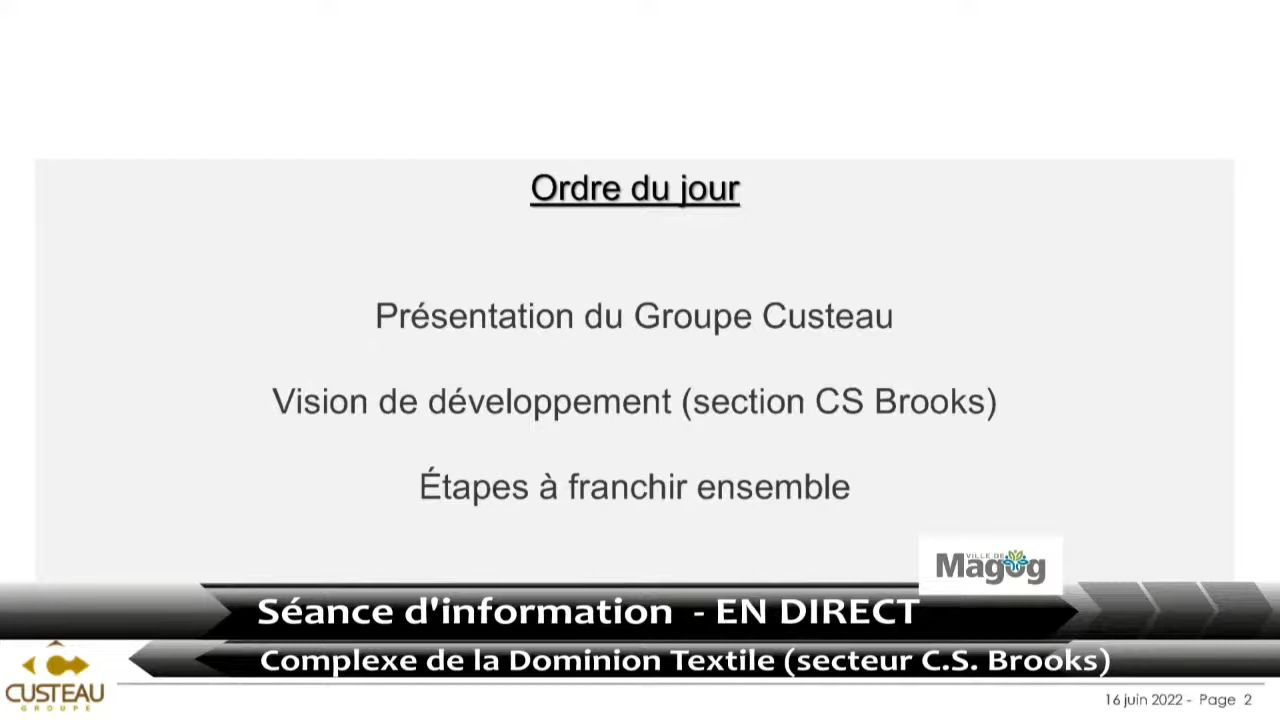 Ordre du jour
Présentation du Groupe Custeau
Vision de développement (section CS Brooks)
Étapes à franchir ensemble
VILLE DE
Magog
Séance d'information - EN DIRECT
Complexe de la Dominion Textile (secteur C.S. Brooks)
CUSTEAU
GROUPE
16 juin 2022 - Page 2